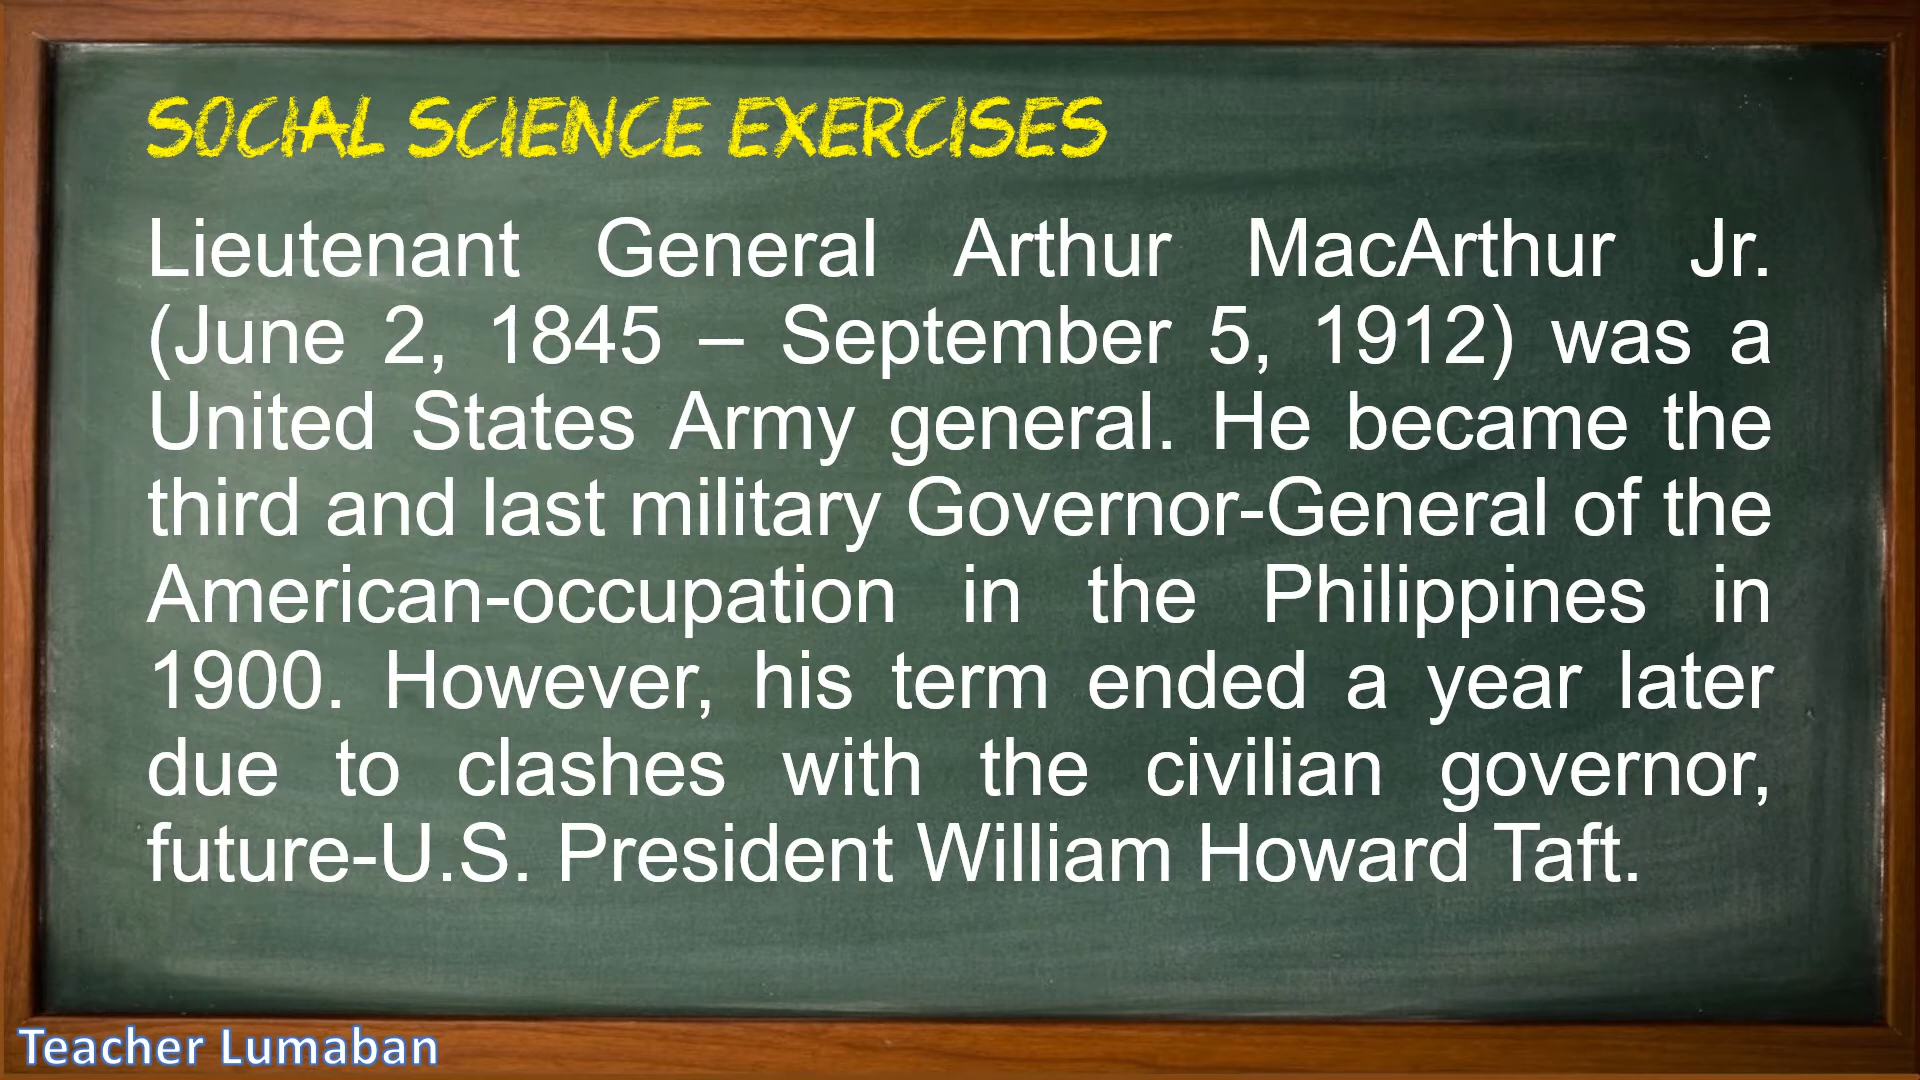 SOCIAL SCIENCE EXERCISES
Lieutenant General Arthur MacArthur Jr.
(June 2, 1845 – September 5, 1912) was a
United States Army general. He became the
third and last military Governor-General of the
American-occupation in the Philippines in
1900. However, his term ended a year later
due to clashes with the civilian governor,
future-U.S. President William Howard Taft.
Teacher Lumaban